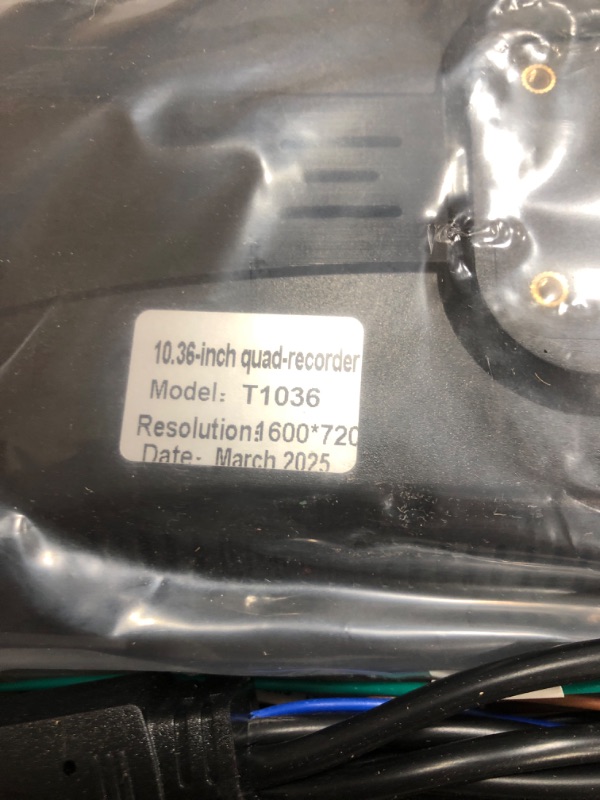 10.36-inch quad-recorder
Model: T1036
Resolution:1600*720
Date: March 2025